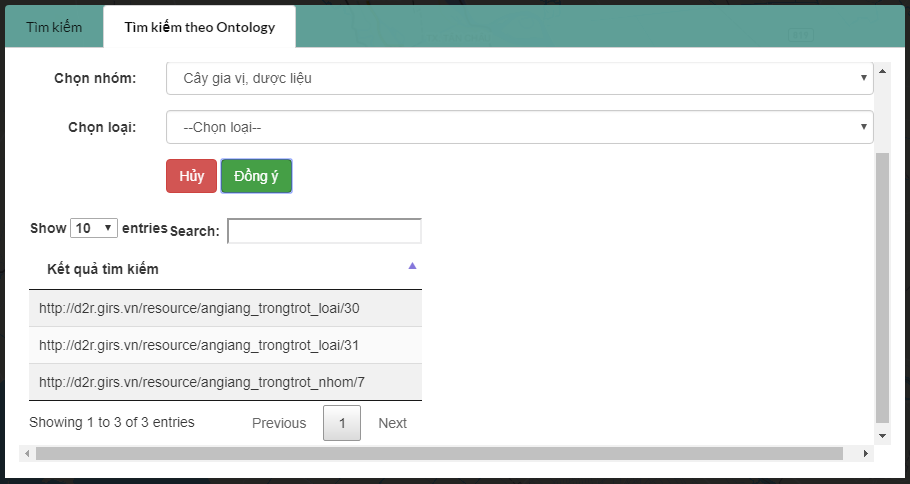 Tìm kiếm Tìm kiếm theo Ontology
Chọn nhóm: Cây gia vị, dược liệu
Chọn loại: --Chọn loại--
Hủy Đồng ý
Show 10 entries Search:
Kết quả tìm kiếm
http://d2r.girs.vn/resource/angiang_trongtrot_loai/30
http://d2r.girs.vn/resource/angiang_trongtrot_loai/31
http://d2r.girs.vn/resource/angiang_trongtrot_nhom/7
Showing 1 to 3 of 3 entries Previous 1 Next